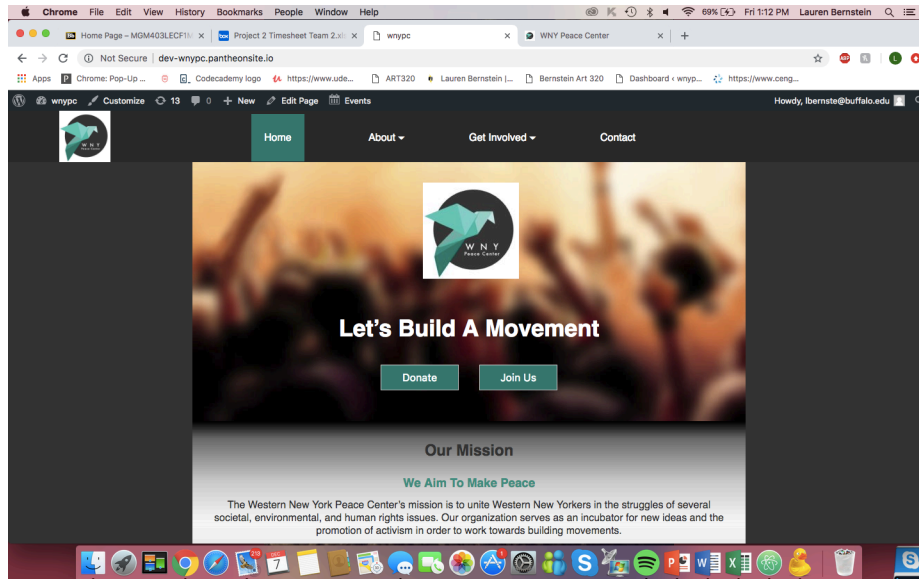 Chrome File Edit View History Bookmarks People Window Help 69% Fri 1:12 PM Lauren Bernstein
Home Page – MGM403LECF1M Project 2 Timesheet Team 2.xl wnypc WNY Peace Center
Not Secure dev-wnypc.pantheonsite.io ABP L
Apps Chrome: Pop-Up ... Codecademy logo https://www.ude... ART320 Lauren Bernstein |... Bernstein Art 320 Dashboard < wnyp... https://www.ceng...
wnypc Customize 13 0 New Edit Page Events Howdy, lbernste@buffalo.edu
WNY
Home About Get Involved Contact
WNY
Peace Center
Let's Build A Movement
Donate Join Us
Our Mission
We Aim To Make Peace
The Western New York Peace Center's mission is to unite Western New Yorkers in the struggles of several
societal, environmental, and human rights issues. Our organization serves as an incubator for new ideas and the
promotion of activism in order to work towards building movements.
218 DEC 7 1 P W X S